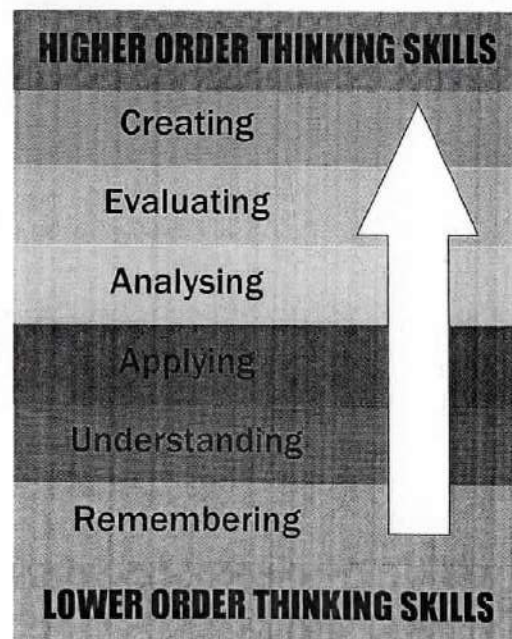 HIGHER ORDER THINKING SKILLS
Creating
Evaluating
Analysing
Applying
Understanding
Remembering
LOWER ORDER THINKING SKILLS